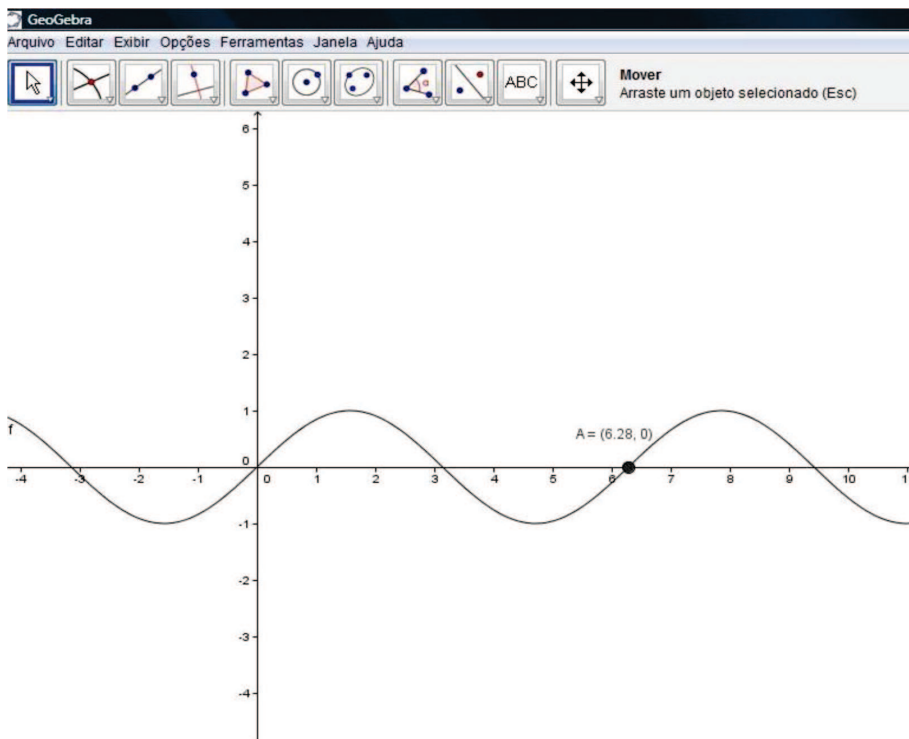 GeoGebra
Arquivo Editar Exibir Opções Ferramentas Janela Ajuda
ABC
Mover
Arraste um objeto selecionado (Esc)
6
5
4
3
2
1
0
-1
-2
-3
-4
f
A = (6.28, 0)
-4 -3 -2 -1 0 1 2 3 4 5 6 7 8 9 10 1